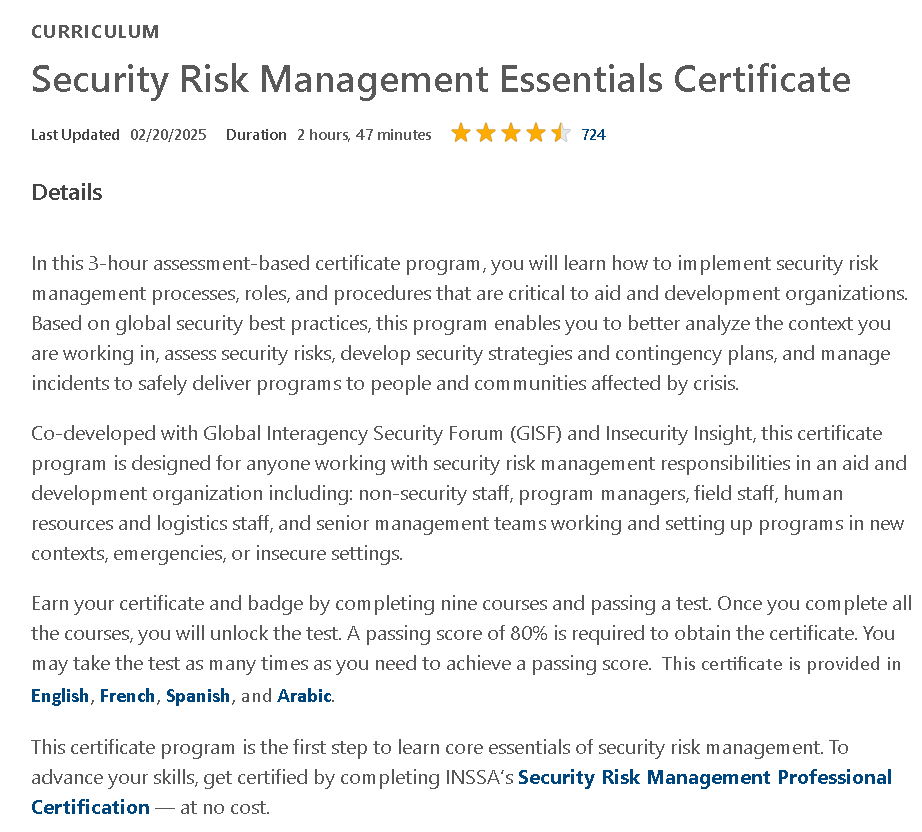 CURRICULUM
Security Risk Management Essentials Certificate
Last Updated 02/20/2025 Duration 2 hours, 47 minutes 724
Details
In this 3-hour assessment-based certificate program, you will learn how to implement security risk
management processes, roles, and procedures that are critical to aid and development organizations.
Based on global security best practices, this program enables you to better analyze the context you
are working in, assess security risks, develop security strategies and contingency plans, and manage
incidents to safely deliver programs to people and communities affected by crisis.
Co-developed with Global Interagency Security Forum (GISF) and Insecurity Insight, this certificate
program is designed for anyone working with security risk management responsibilities in an aid and
development organization including: non-security staff, program managers, field staff, human
resources and logistics staff, and senior management teams working and setting up programs in new
contexts, emergencies, or insecure settings.
Earn your certificate and badge by completing nine courses and passing a test. Once you complete all
the courses, you will unlock the test. A passing score of 80% is required to obtain the certificate. You
may take the test as many times as you need to achieve a passing score. This certificate is provided in
English, French, Spanish, and Arabic.
This certificate program is the first step to learn core essentials of security risk management. To
advance your skills, get certified by completing INSSA's Security Risk Management Professional
Certification — at no cost.